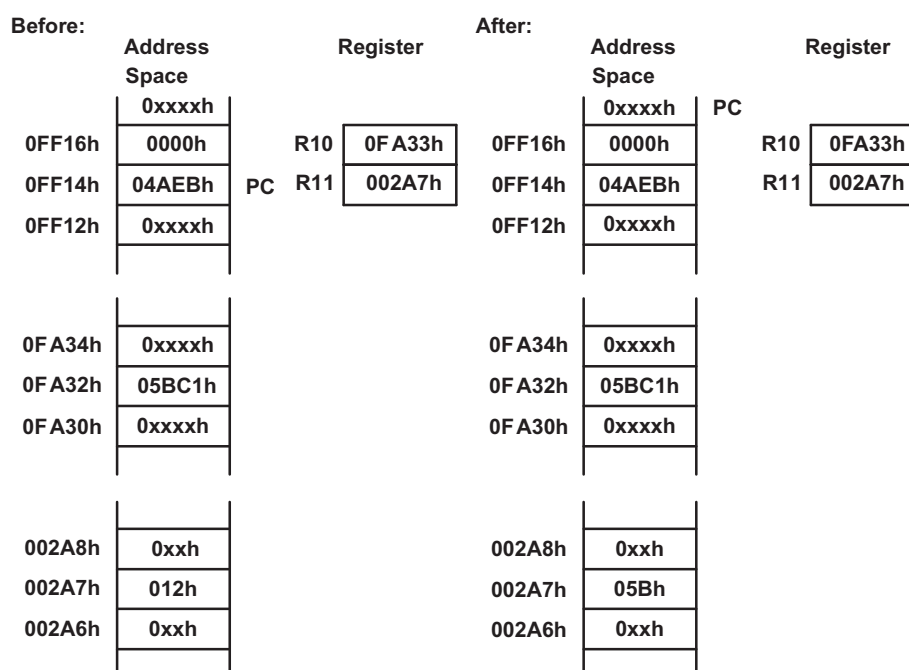 Before:
Address Space
Register
0xxxxh
0FF16h 0000h R10 0FA33h
0FF14h 04AEBh PC R11 002A7h
0FF12h 0xxxxh
0FA34h 0xxxxh
0FA32h 05BC1h
0FA30h 0xxxxh
002A8h 0xxh
002A7h 012h
002A6h 0xxh
After:
Address Space
Register
0xxxxh PC
0FF16h 0000h R10 0FA33h
0FF14h 04AEBh R11 002A7h
0FF12h 0xxxxh
0FA34h 0xxxxh
0FA32h 05BC1h
0FA30h 0xxxxh
002A8h 0xxh
002A7h 05Bh
002A6h 0xxh